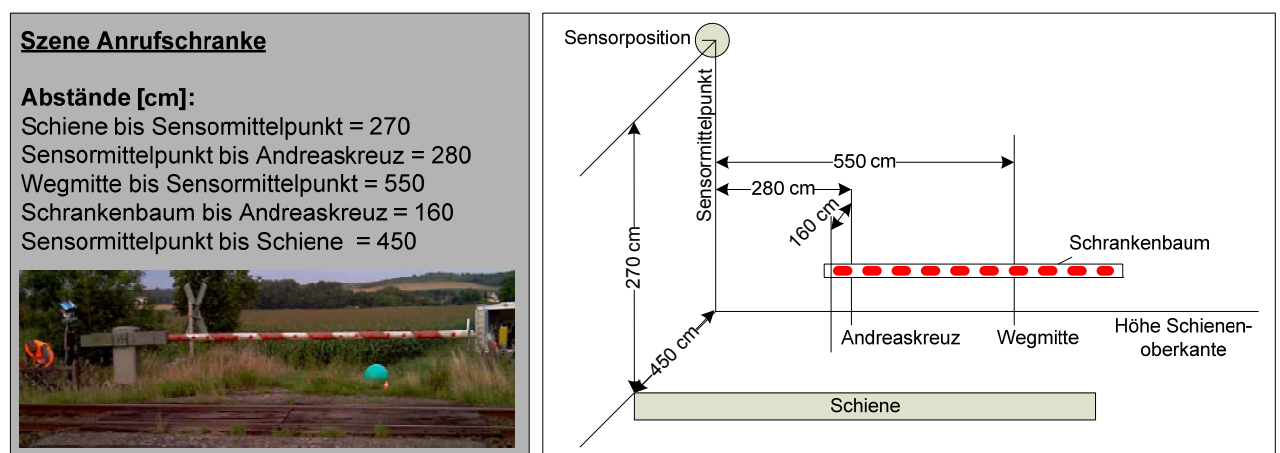 Szene Anrufschranke
Abstände [cm]:
Schiene bis Sensormittelpunkt = 270
Sensormittelpunkt bis Andreaskreuz = 280
Wegmitte bis Sensormittelpunkt = 550
Schrankenbaum bis Andreaskreuz = 160
Sensormittelpunkt bis Schiene = 450
Sensorposition
Sensormittelpunkt
550 cm
280 cm
160 cm
270 cm
Schrankenbaum
450 cm
Andreaskreuz
Wegmitte
Höhe Schienen-
oberkante
Schiene